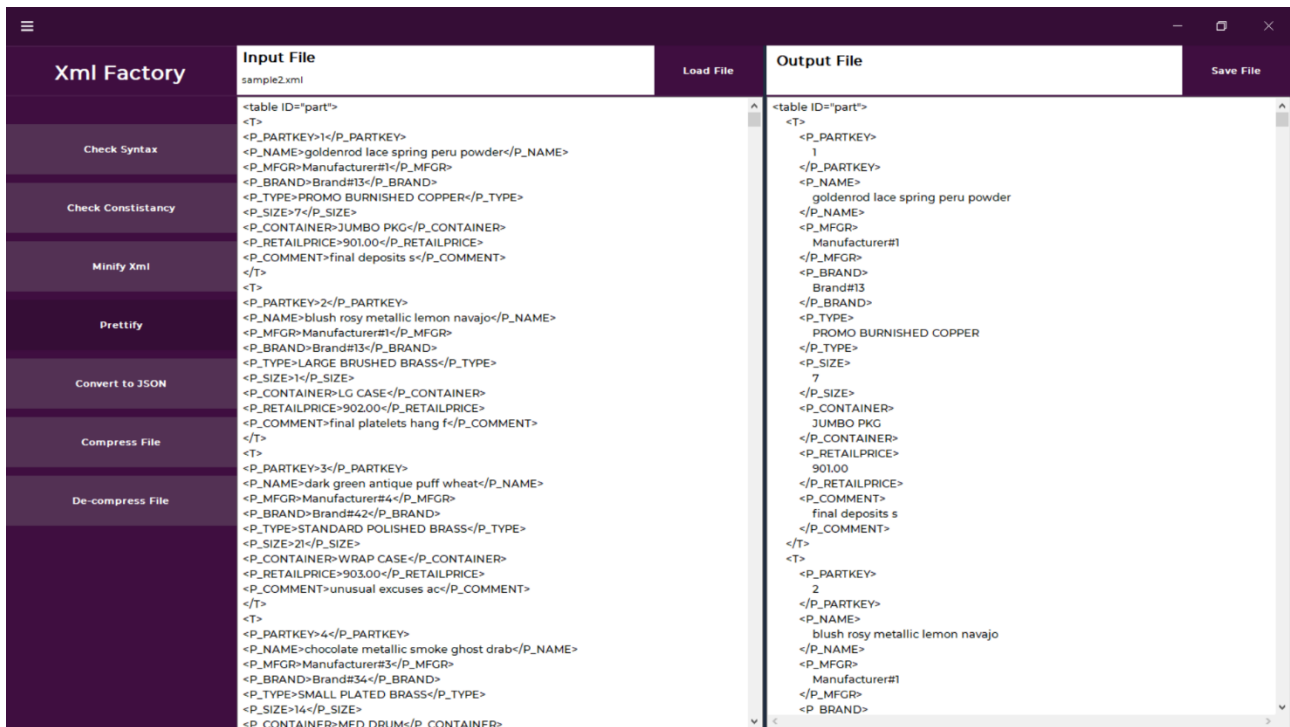 Xml Factory
Check Syntax
Check Constistancy
Minify Xml
Prettify
Convert to JSON
Compress File
De-compress File
Input File
sample2.xml
Load File
<table ID="part">
<T>
<P_PARTKEY>1</P_PARTKEY>
<P_NAME>goldenrod lace spring peru powder</P_NAME>
<P_MFGR>Manufacturer#1</P_MFGR>
<P_BRAND>Brand#13</P_BRAND>
<P_TYPE>PROMO BURNISHED COPPER</P_TYPE>
<P_SIZE>7</P_SIZE>
<P_CONTAINER>JUMBO PKG</P_CONTAINER>
<P_RETAILPRICE>901.00</P_RETAILPRICE>
<P_COMMENT>final deposits s</P_COMMENT>
</T>
<T>
<P_PARTKEY>2</P_PARTKEY>
<P_NAME>blush rosy metallic lemon navajo</P_NAME>
<P_MFGR>Manufacturer#1</P_MFGR>
<P_BRAND>Brand#13</P_BRAND>
<P_TYPE>LARGE BRUSHED BRASS</P_TYPE>
<P_SIZE>1</P_SIZE>
<P_CONTAINER>LG CASE</P_CONTAINER>
<P_RETAILPRICE>902.00</P_RETAILPRICE>
<P_COMMENT>final platelets hang f</P_COMMENT>
</T>
<T>
<P_PARTKEY>3</P_PARTKEY>
<P_NAME>dark green antique puff wheat</P_NAME>
<P_MFGR>Manufacturer#4</P_MFGR>
<P_BRAND>Brand#42</P_BRAND>
<P_TYPE>STANDARD POLISHED BRASS</P_TYPE>
<P_SIZE>21</P_SIZE>
<P_CONTAINER>WRAP CASE</P_CONTAINER>
<P_RETAILPRICE>903.00</P_RETAILPRICE>
<P_COMMENT>unusual excuses ac</P_COMMENT>
</T>
<T>
<P_PARTKEY>4</P_PARTKEY>
<P_NAME>chocolate metallic smoke ghost drab</P_NAME>
<P_MFGR>Manufacturer#3</P_MFGR>
<P_BRAND>Brand#34</P_BRAND>
<P_TYPE>SMALL PLATED BRASS</P_TYPE>
<P_SIZE>14</P_SIZE>
<P_CONTAINER>MED DRUM</P_CONTAINER>
Output File
Save File
<table ID="part">
<T>
<P_PARTKEY>
1
</P_PARTKEY>
<P_NAME>
goldenrod lace spring peru powder
</P_NAME>
<P_MFGR>
Manufacturer#1
</P_MFGR>
<P_BRAND>
Brand#13
</P_BRAND>
<P_TYPE>
PROMO BURNISHED COPPER
</P_TYPE>
<P_SIZE>
7
</P_SIZE>
<P_CONTAINER>
JUMBO PKG
</P_CONTAINER>
<P_RETAILPRICE>
901.00
</P_RETAILPRICE>
<P_COMMENT>
final deposits s
</P_COMMENT>
</T>
<T>
<P_PARTKEY>
2
</P_PARTKEY>
<P_NAME>
blush rosy metallic lemon navajo
</P_NAME>
<P_MFGR>
Manufacturer#1
</P_MFGR>
<P_BRAND>